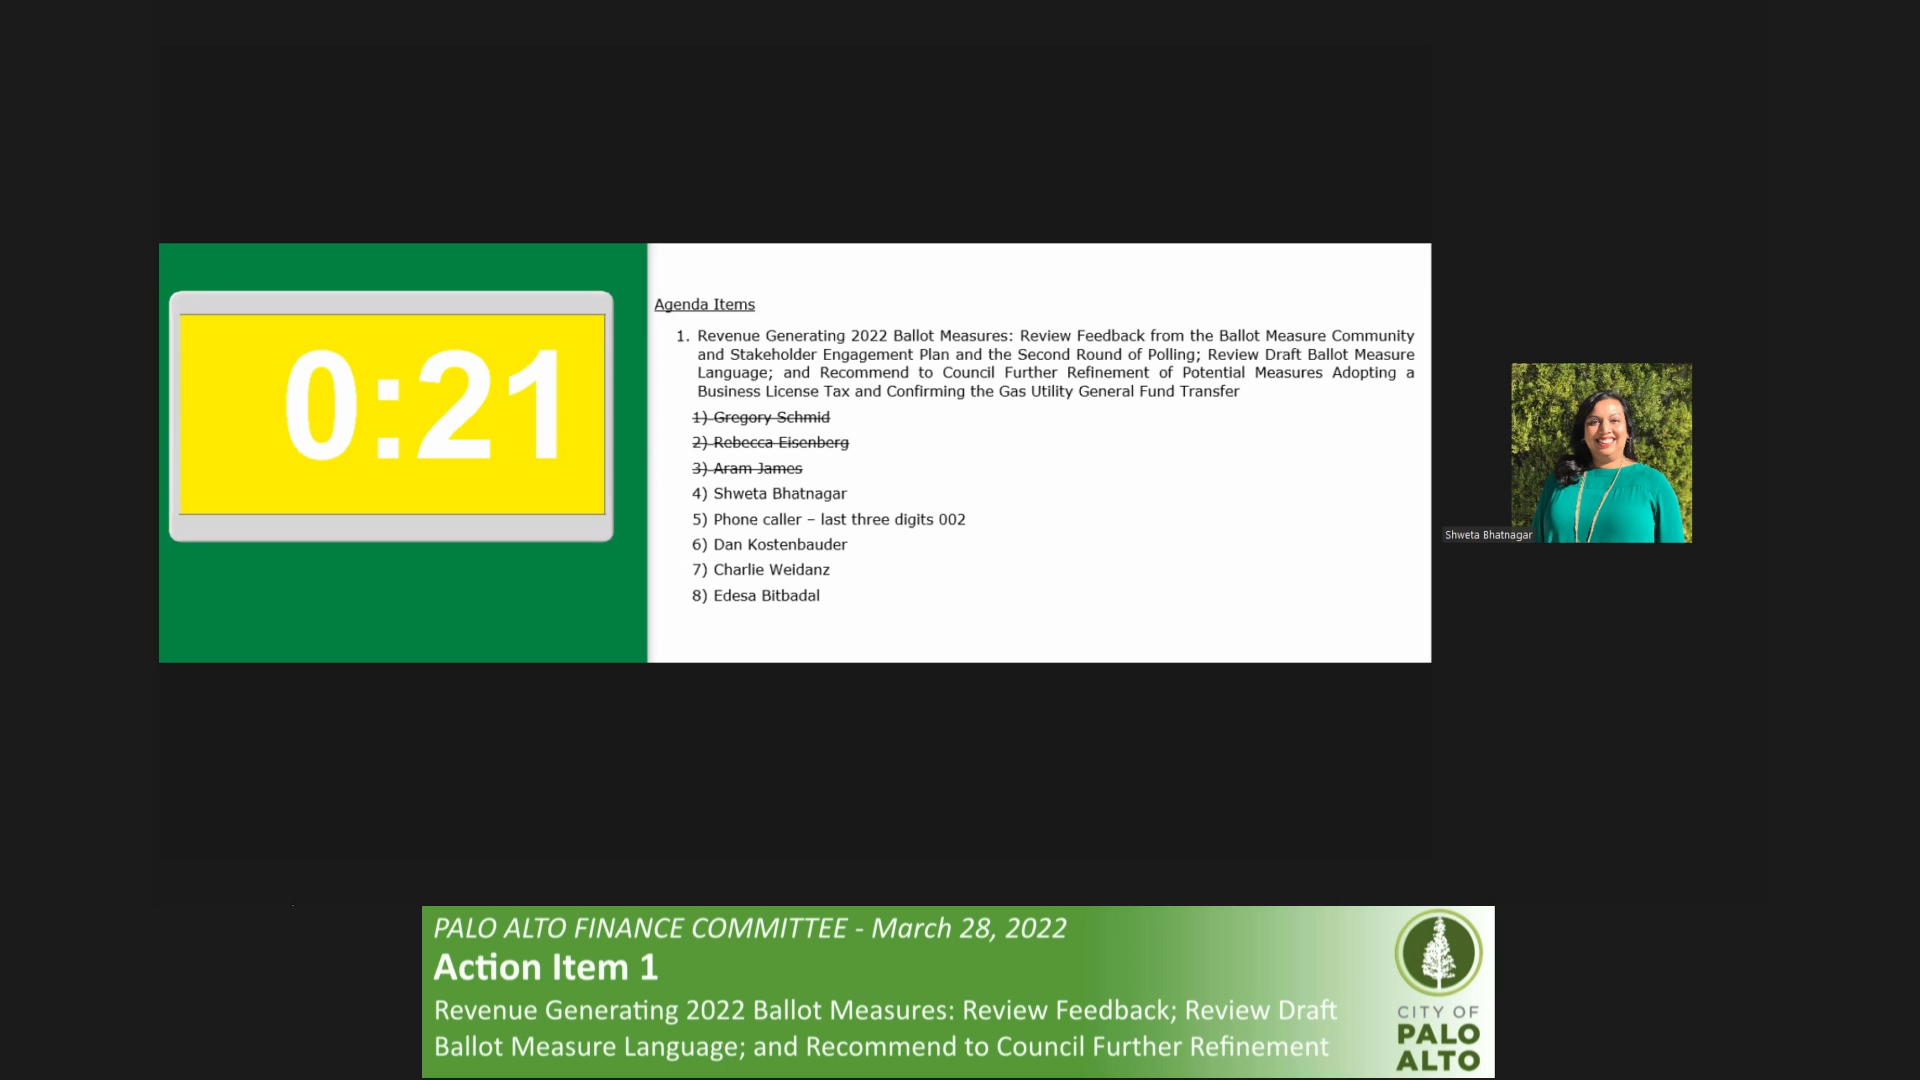 0:21
Agenda Items
1. Revenue Generating 2022 Ballot Measures: Review Feedback from the Ballot Measure Community
and Stakeholder Engagement Plan and the Second Round of Polling; Review Draft Ballot Measure
Language; and Recommend to Council Further Refinement of Potential Measures Adopting a
Business License Tax and Confirming the Gas Utility General Fund Transfer
1) Gregory Schmid
2) Rebecca Eisenberg
3) Aram James
4) Shweta Bhatnagar
5) Phone caller – last three digits 002
6) Dan Kostenbauder
7) Charlie Weidanz
8) Edesa Bitbadal
Shweta Bhatnagar
PALO ALTO FINANCE COMMITTEE - March 28, 2022
Action Item 1
Revenue Generating 2022 Ballot Measures: Review Feedback; Review Draft
Ballot Measure Language; and Recommend to Council Further Refinement
CITY OF
PALO
ALTO